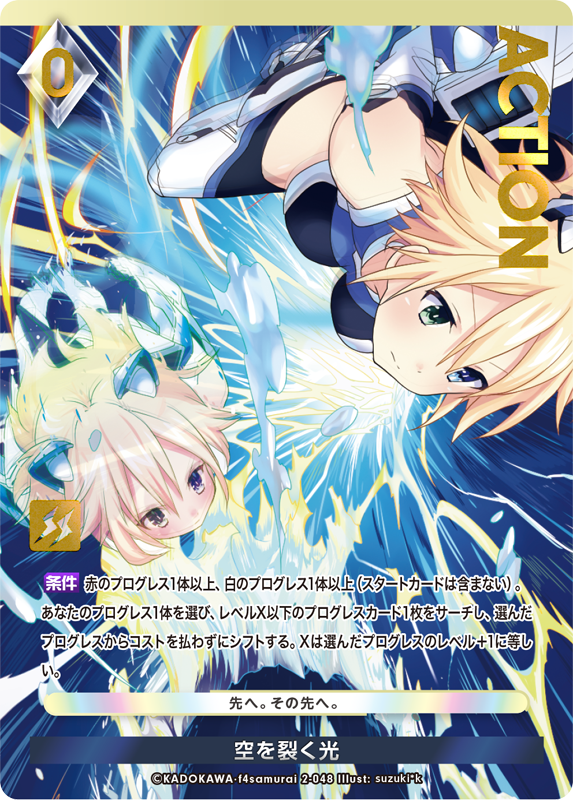 0
ACTION
条件 赤のプログレス1体以上、白のプログレス1体以上(スタートカードは含まない)。
あなたのプログレス1体を選び、レベルX以下のプログレスカード1枚をサーチし、選んだ
プログレスからコストを払わずにシフトする。Xは選んだプログレスのレベル+1に等し
い。
先へ。その先へ。
空を裂く光
©KADOKAWA・f4samurai 2-048 Illust: suzuki*k